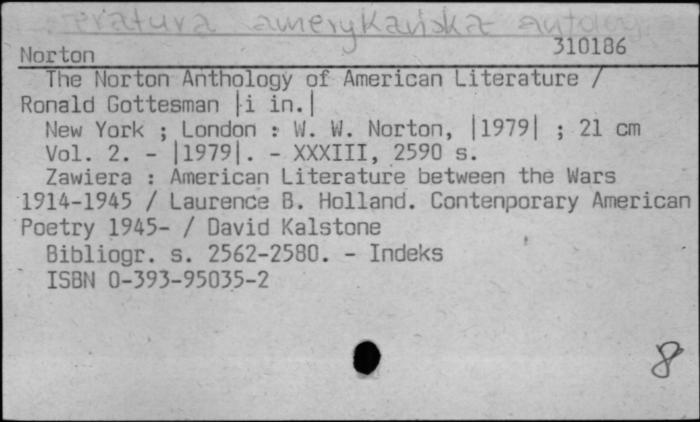 literatura amerykańska antologia
310186
Norton
The Norton Anthology of American Literature /
Ronald Gottesman |i in.|
New York ; London : W. W. Norton, |1979| ; 21 cm
Vol. 2. - |1979|. - XXXIII, 2590 s.
Zawiera : American Literature between the Wars
1914-1945 / Laurence B. Holland. Contenporary American
Poetry 1945- / David Kalstone
Bibliogr. s. 2562-2580. - Indeks
ISBN 0-393-95035-2
8